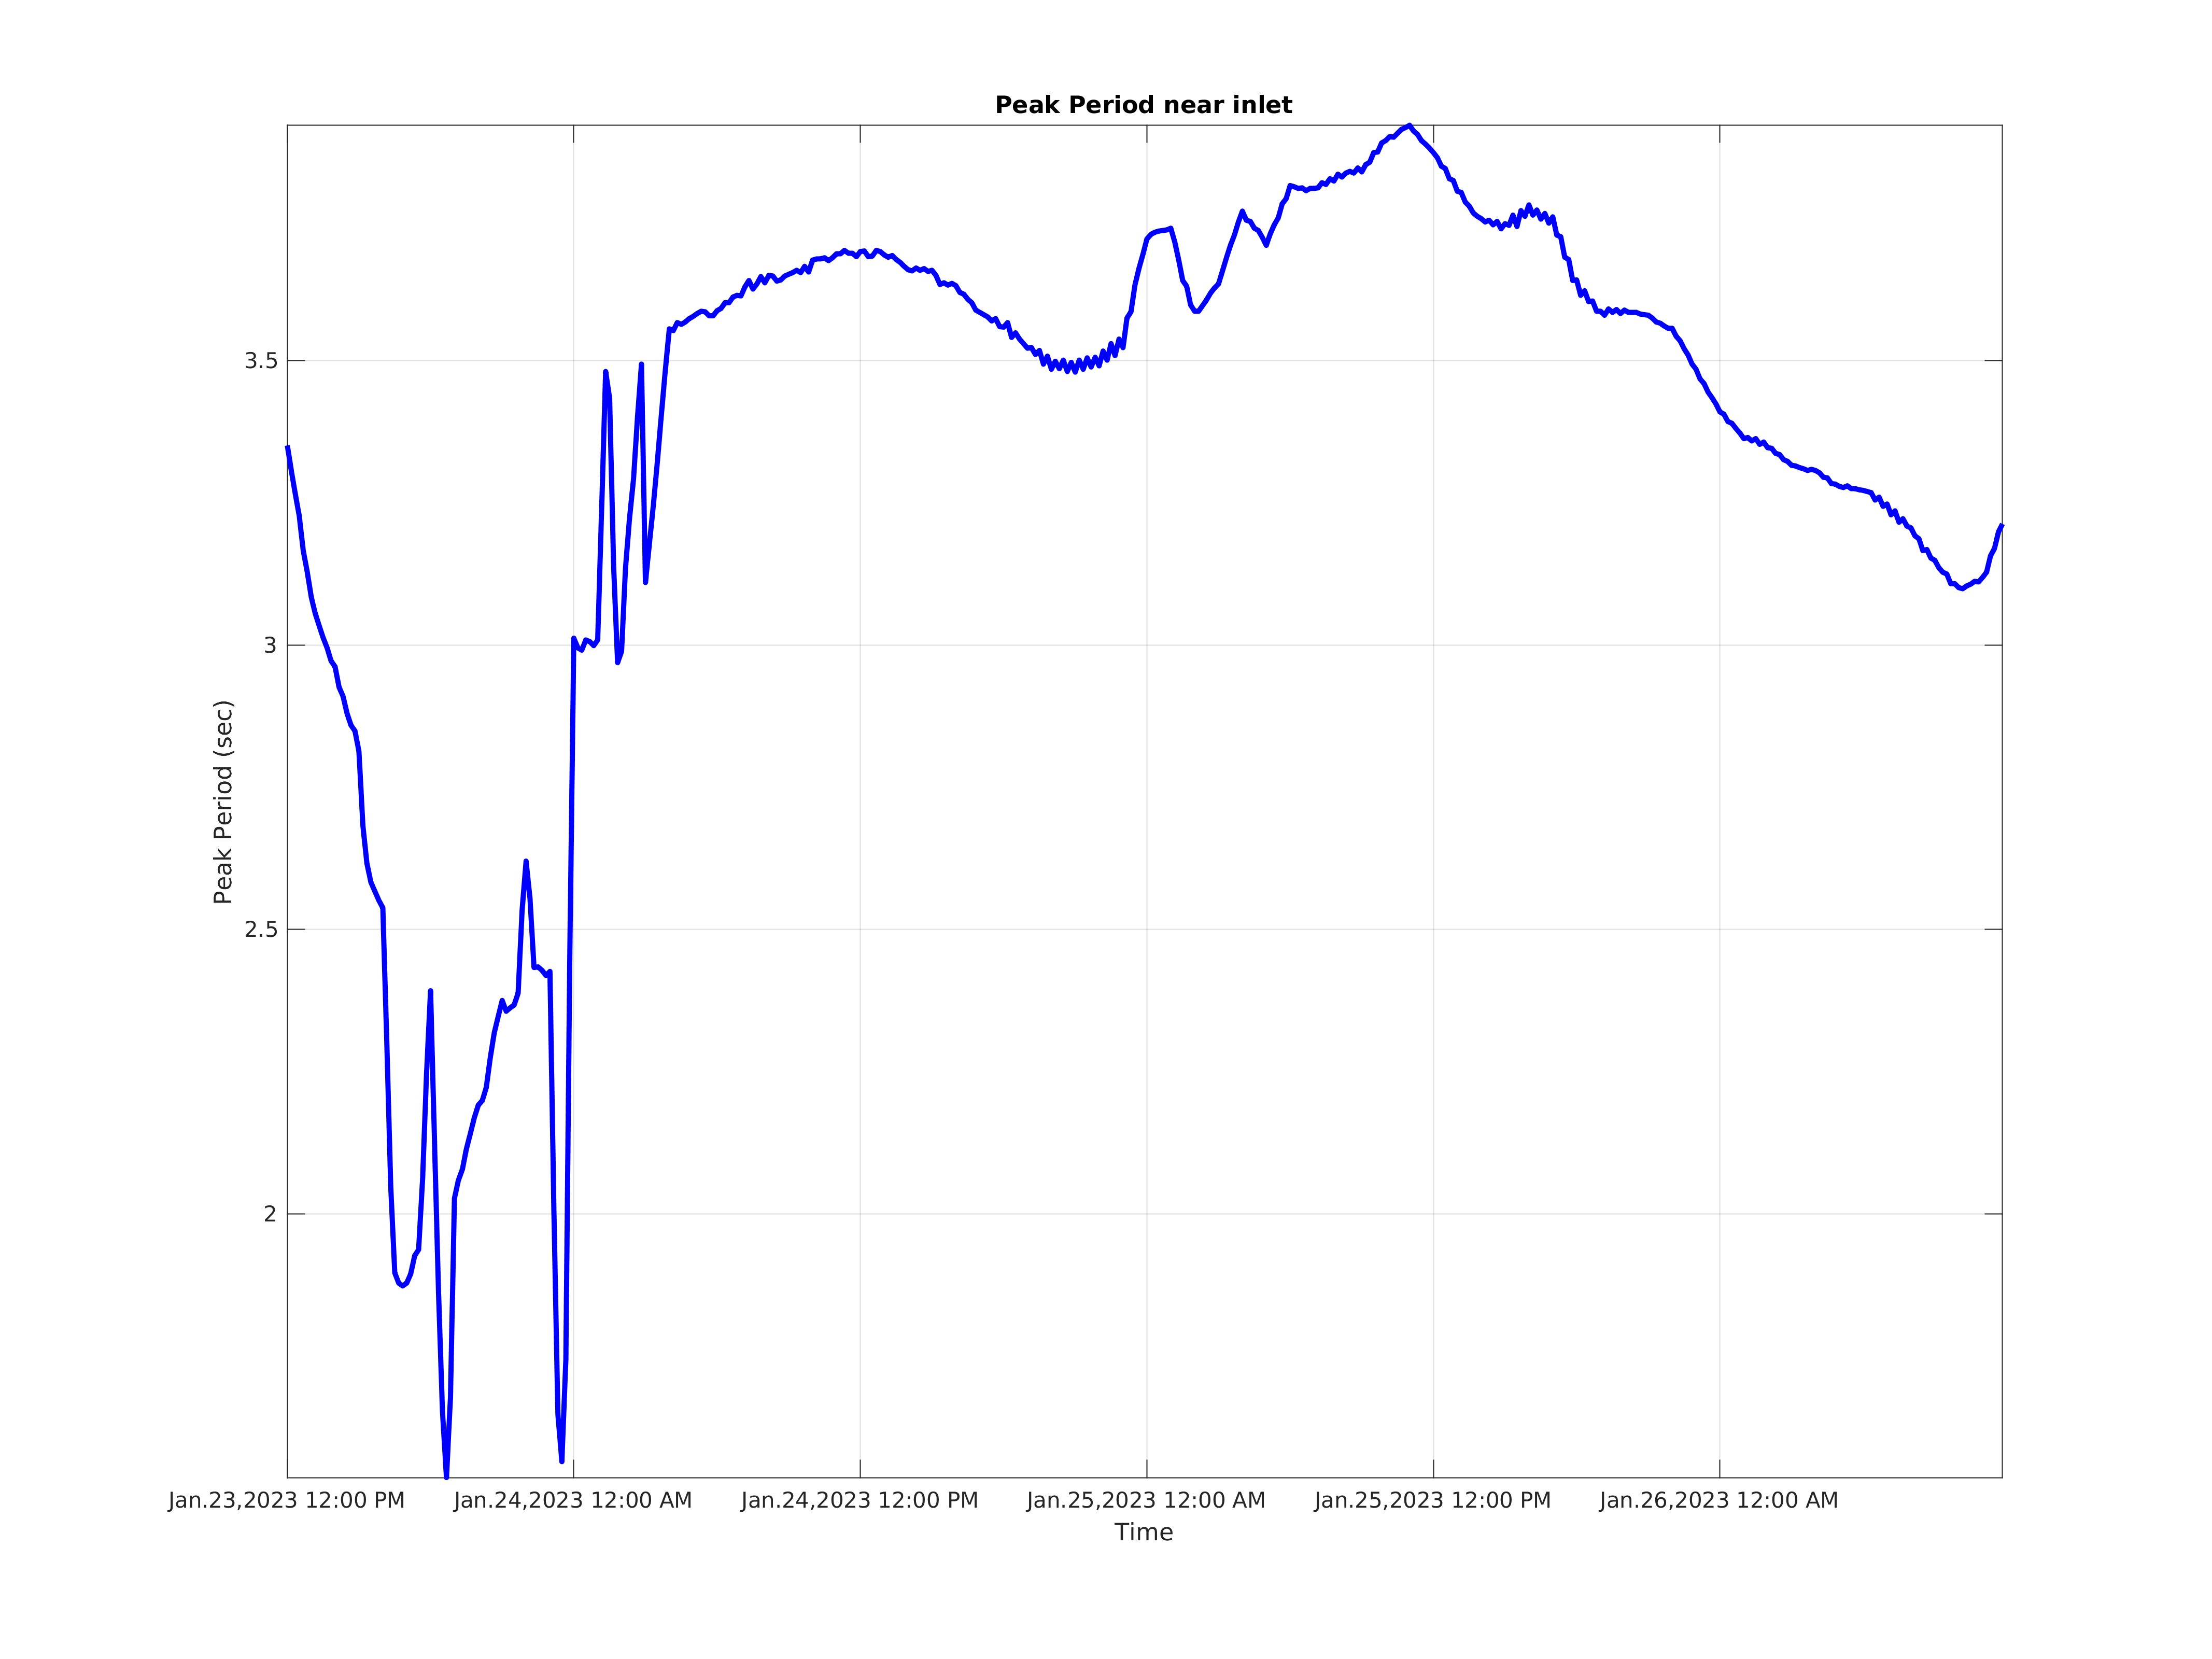 Peak Period near inlet
Peak Period (sec)
3.5
3
2.5
2
Jan.23,2023 12:00 PM
Jan.24,2023 12:00 AM
Jan.24,2023 12:00 PM
Jan.25,2023 12:00 AM
Jan.25,2023 12:00 PM
Jan.26,2023 12:00 AM
Time